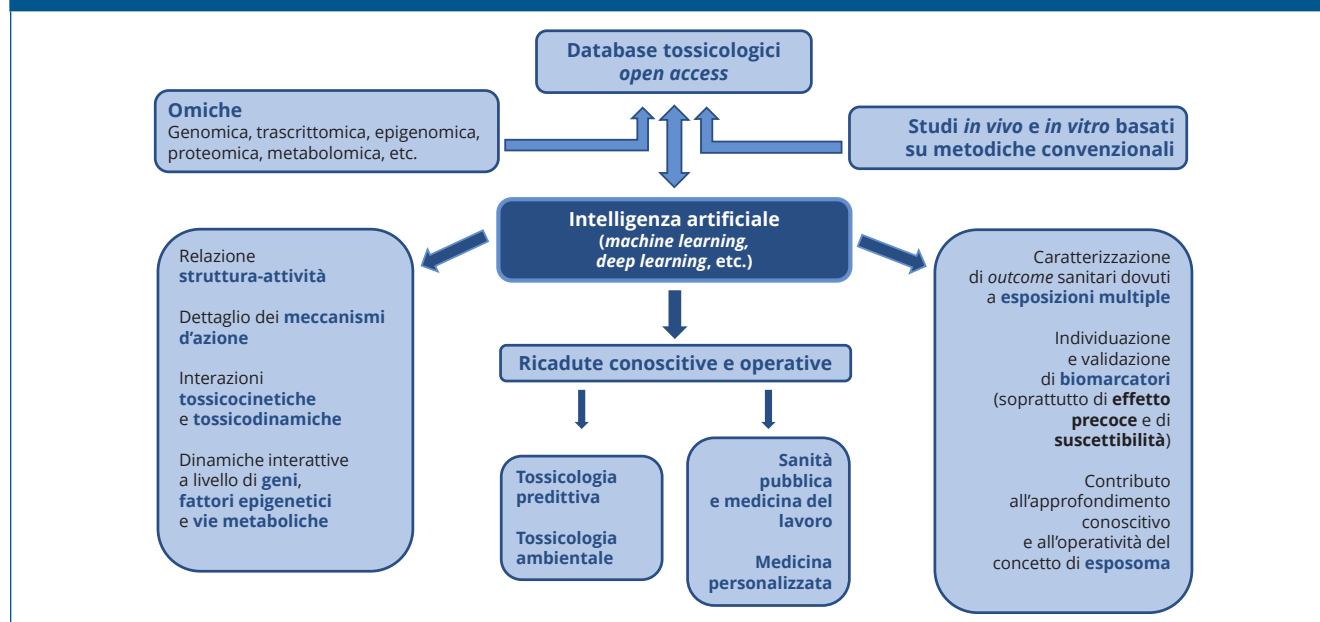 Database tossicologici
open access
Omiche
Genomica, trascrittomica, epigenomica,
proteomica, metabolomica, etc.
Studi in vivo e in vitro basati
su metodiche convenzionali
Intelligenza artificiale
(machine learning,
deep learning, etc.)
Relazione
struttura-attività
Dettaglio dei meccanismi
d'azione
Interazioni
tossicocinetiche
e tossicodinamiche
Dinamiche interattive
a livello di geni,
fattori epigenetici
e vie metaboliche
Ricadute conoscitive e operative
Tossicologia
predittiva
Tossicologia
ambientale
Sanità
pubblica
e medicina del
lavoro
Medicina
personalizzata
Caratterizzazione
di outcome sanitari dovuti
a esposizioni multiple
Individuazione
e validazione
di biomarcatori
(soprattutto di effetto
precoce e di
suscettibilità)
Contributo
all'approfondimento
conoscitivo
e all'operatività del
concetto di esposoma